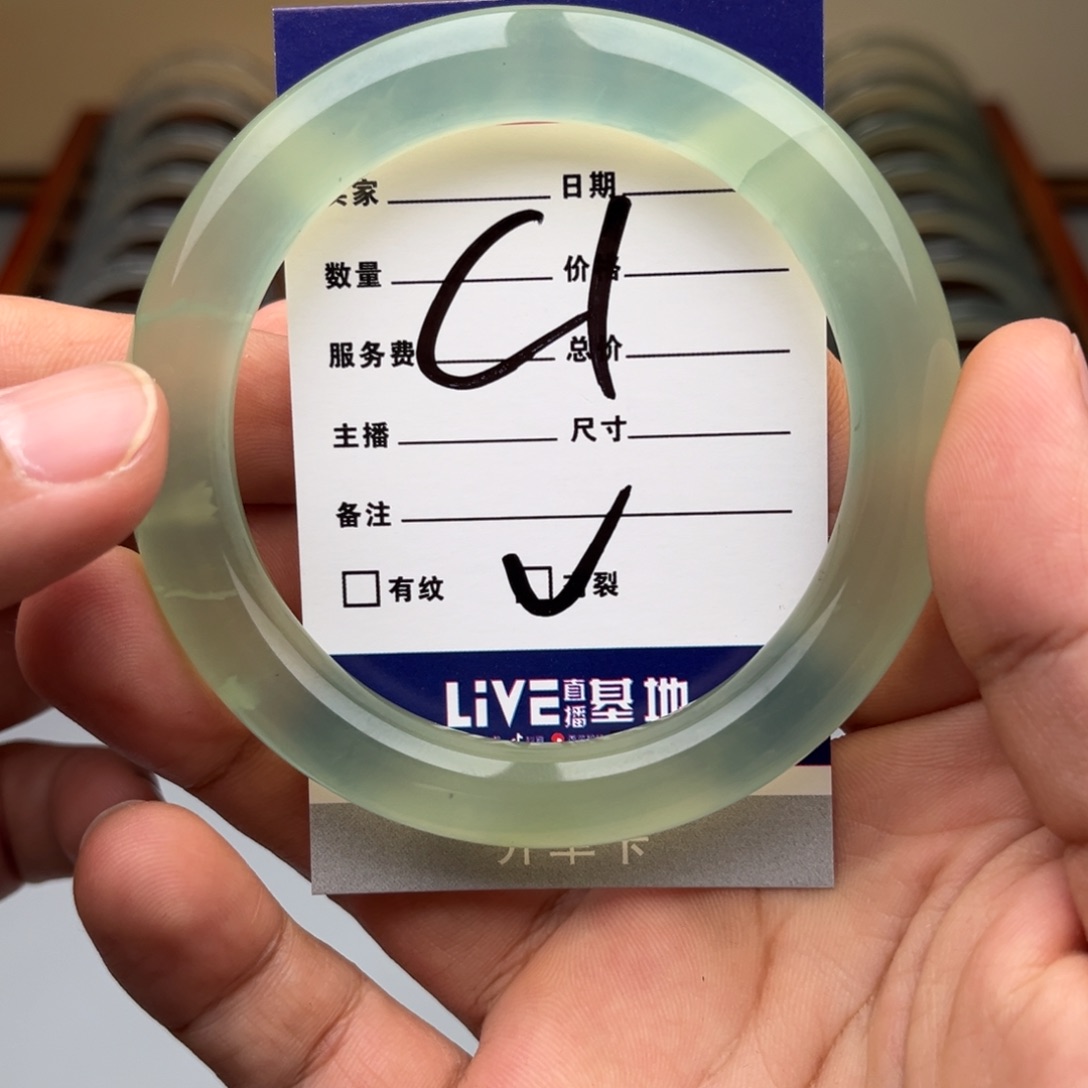 家 日期
数量 价格
服务费 总价
主播 尺寸
备注
有纹 裂
LiVE直播基地